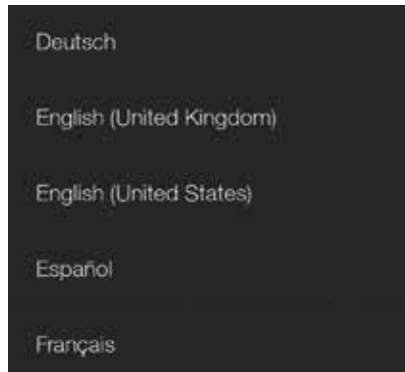 Deutsch
English (United Kingdom)
English (United States)
Español
Français